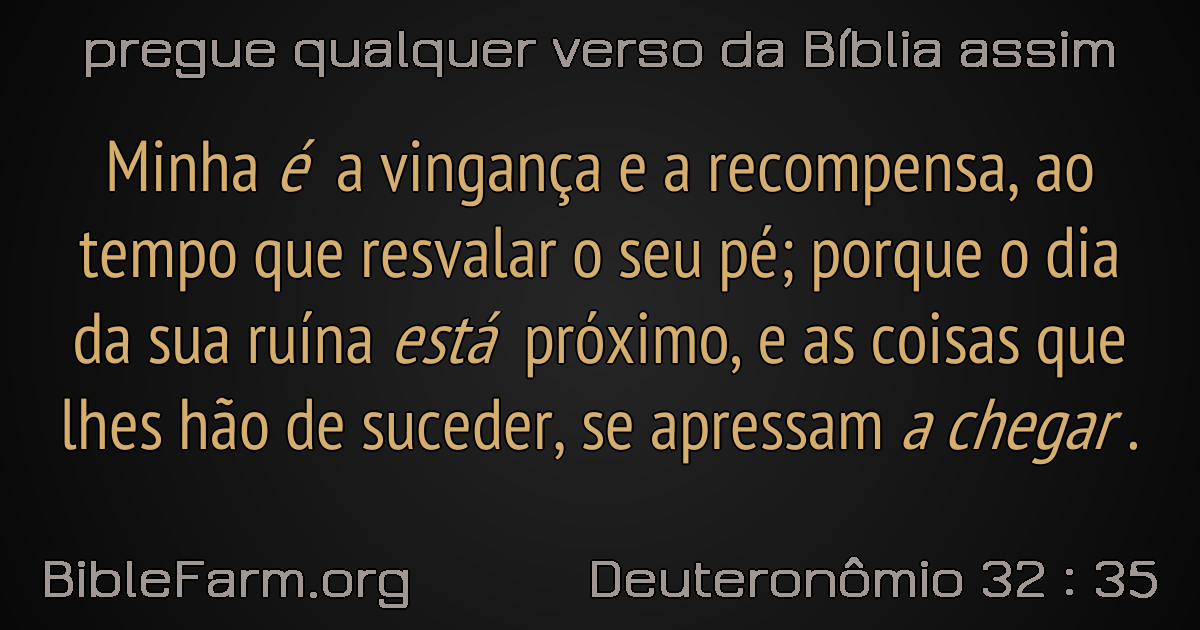 pregue qualquer verso da Bíblia assim
Minha é a vingança e a recompensa, ao
tempo que resvalar o seu pé; porque o dia
da sua ruína está próximo, e as coisas que
lhes hão de suceder, se apressam a chegar .
BibleFarm.org Deuteronômio 32 : 35